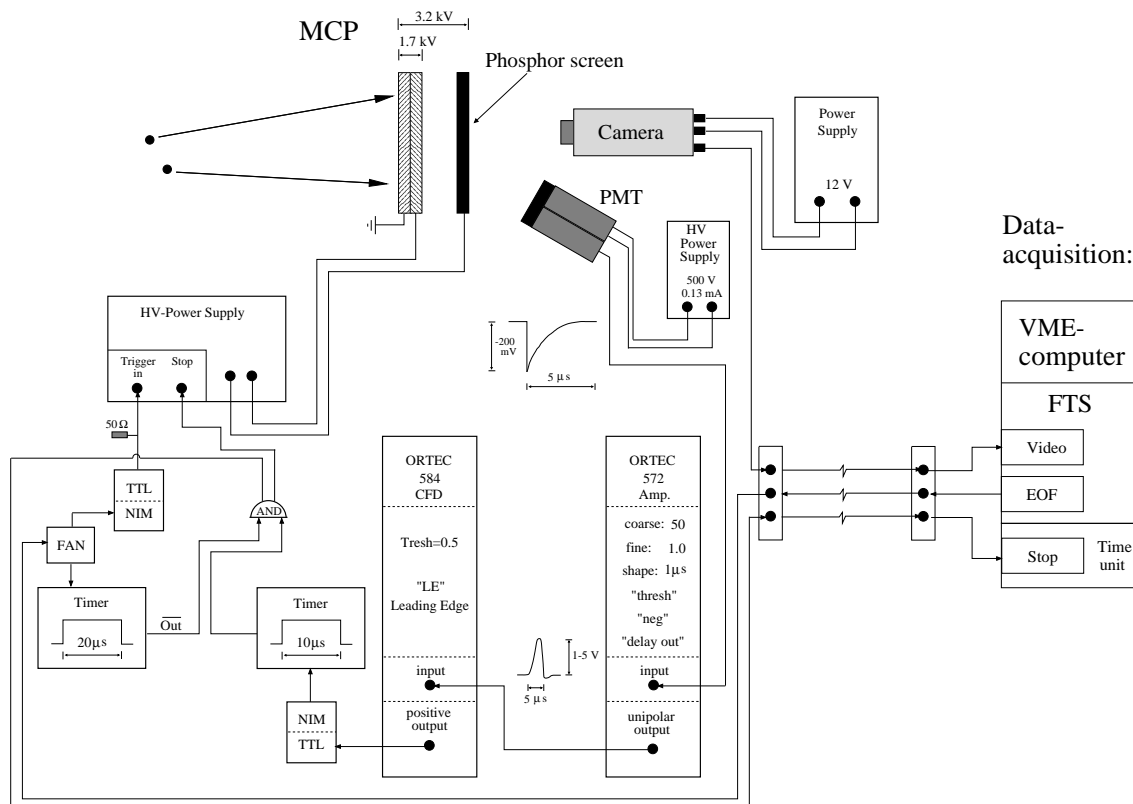 MCP
3.2 kV
1.7 kV
Phosphor screen
Camera
Power
Supply
12 V
PMT
HV
Power
Supply
500 V
0.13 mA
Data-
acquisition:
VME-
computer
FTS
Video
EOF
Stop
Time
unit
HV-Power Supply
Trigger
in
Stop
-200
mV
5 μs
50Ω
TTL
NIM
AND
FAN
Timer
20μs
Out
Timer
10μs
NIM
TTL
ORTEC
584
CFD
Tresh=0.5
"LE"
Leading Edge
input
positive
output
1-5 V
5 μs
ORTEC
572
Amp.
coarse: 50
fine: 1.0
shape: 1μs
"thresh"
"neg"
"delay out"
input
unipolar
output